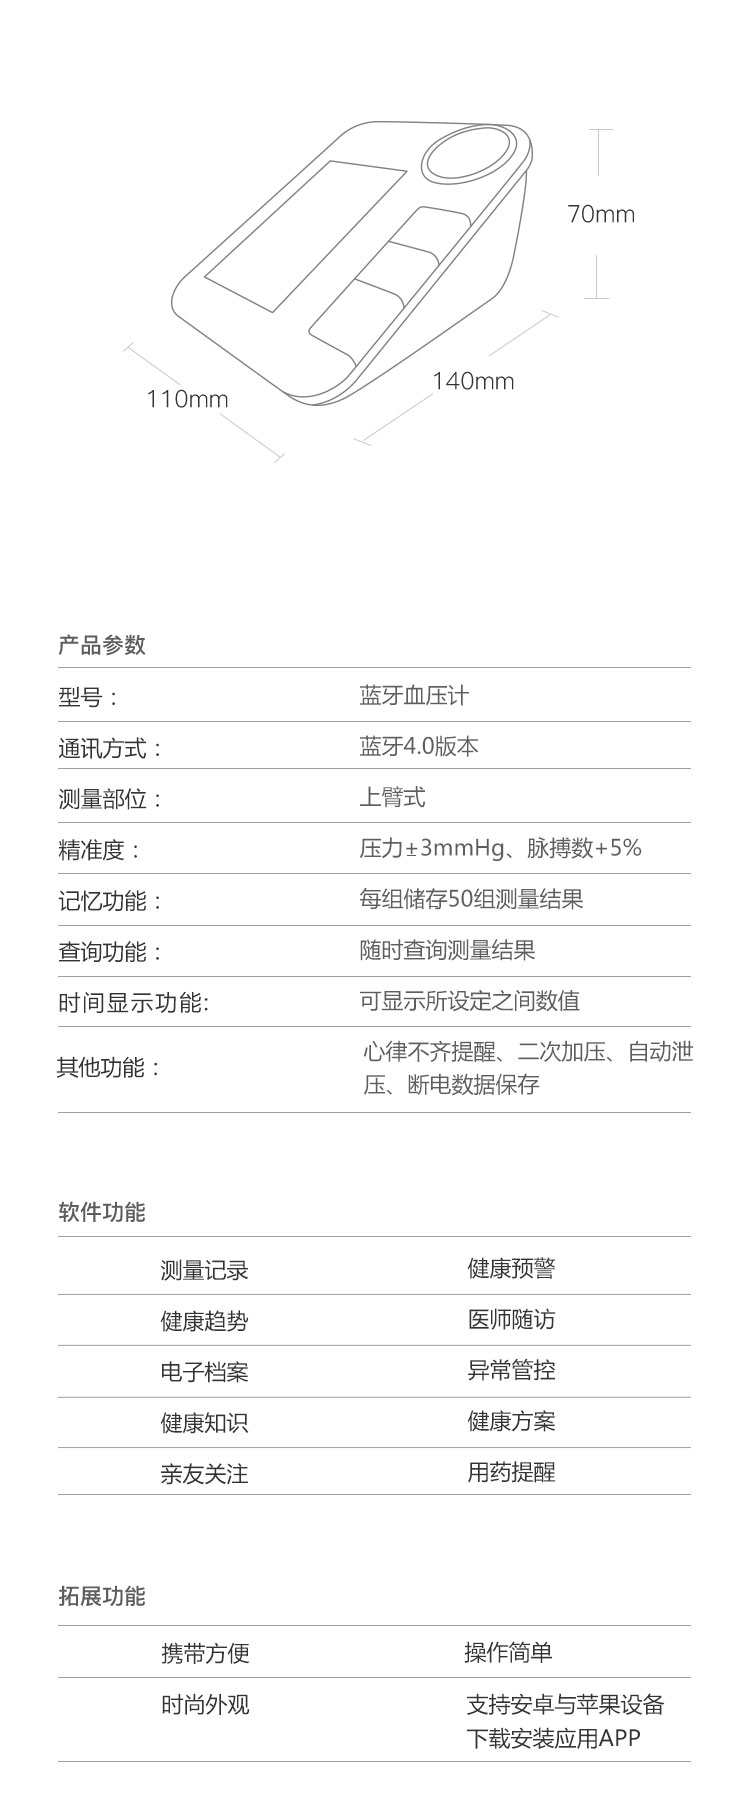 70mm
140mm
110mm
产品参数
型号：
蓝牙血压计
通讯方式：
蓝牙4.0版本
测量部位：
上臂式
精准度：
压力±3mmHg、脉搏数+5%
记忆功能：
每组储存50组测量结果
查询功能：
随时查询测量结果
时间显示功能:
可显示所设定之间数值
其他功能：
心律不齐提醒、二次加压、自动泄
压、断电数据保存
软件功能
测量记录
健康预警
健康趋势
医师随访
电子档案
异常管控
健康知识
健康方案
亲友关注
用药提醒
拓展功能
携带方便
操作简单
时尚外观
支持安卓与苹果设备
下载安装应用APP